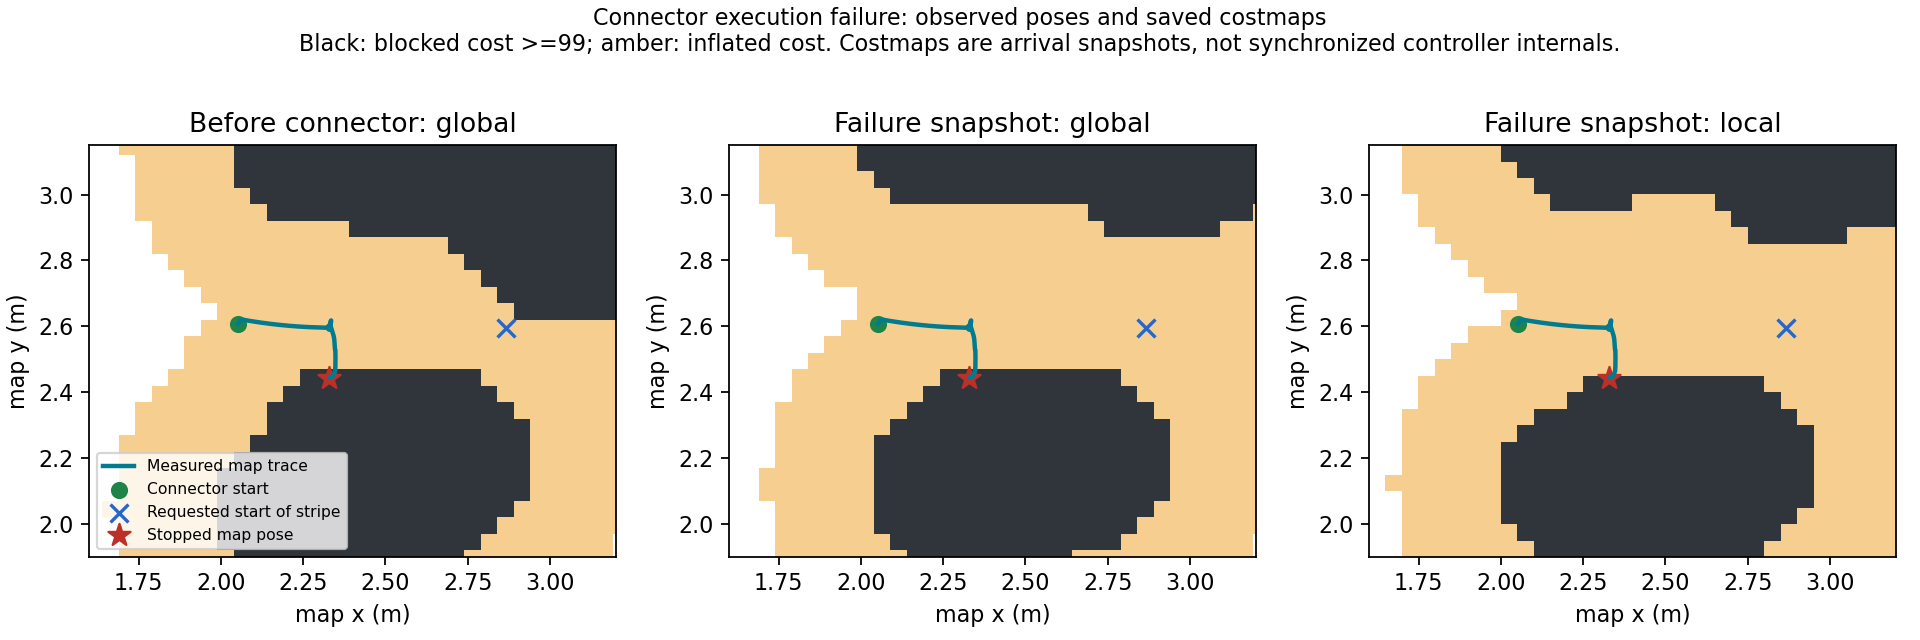 Connector execution failure: observed poses and saved costmaps
Black: blocked cost >=99; amber: inflated cost. Costmaps are arrival snapshots, not synchronized controller internals.
Before connector: global
Failure snapshot: global
Failure snapshot: local
map y (m)
3.0
2.8
2.6
2.4
2.2
2.0
Measured map trace
Connector start
Requested start of stripe
Stopped map pose
1.75 2.00 2.25 2.50 2.75 3.00
map x (m)
map y (m)
3.0
2.8
2.6
2.4
2.2
2.0
1.75 2.00 2.25 2.50 2.75 3.00
map x (m)
map y (m)
3.0
2.8
2.6
2.4
2.2
2.0
1.75 2.00 2.25 2.50 2.75 3.00
map x (m)